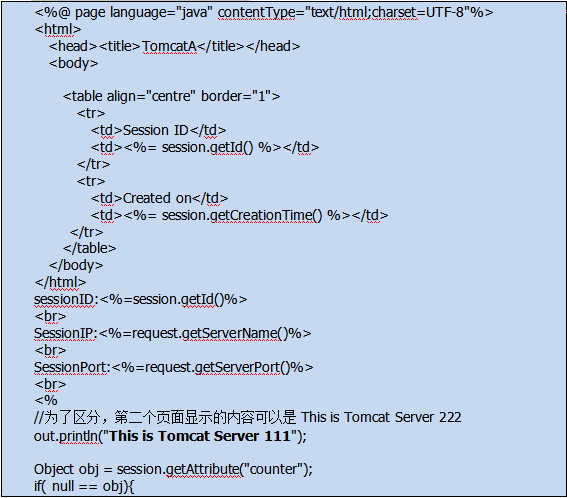 <%@ page language="java" contentType="text/html;charset=UTF-8"%>
<html>
<head><title>TomcatA</title></head>
<body>
<table align="centre" border="1">
<tr>
<td>Session ID</td>
<td><%= session.getId() %></td>
</tr>
<tr>
<td>Created on</td>
<td><%= session.getCreationTime() %></td>
</tr>
</table>
</body>
</html>
sessionID:<%=session.getId()%>
<br>
SessionIP:<%=request.getServerName()%>
<br>
SessionPort:<%=request.getServerPort()%>
<br>
<%
//为了区分，第二个页面显示的内容可以是 This is Tomcat Server 222
out.println("This is Tomcat Server 111");
Object obj = session.getAttribute("counter");
if( null == obj){